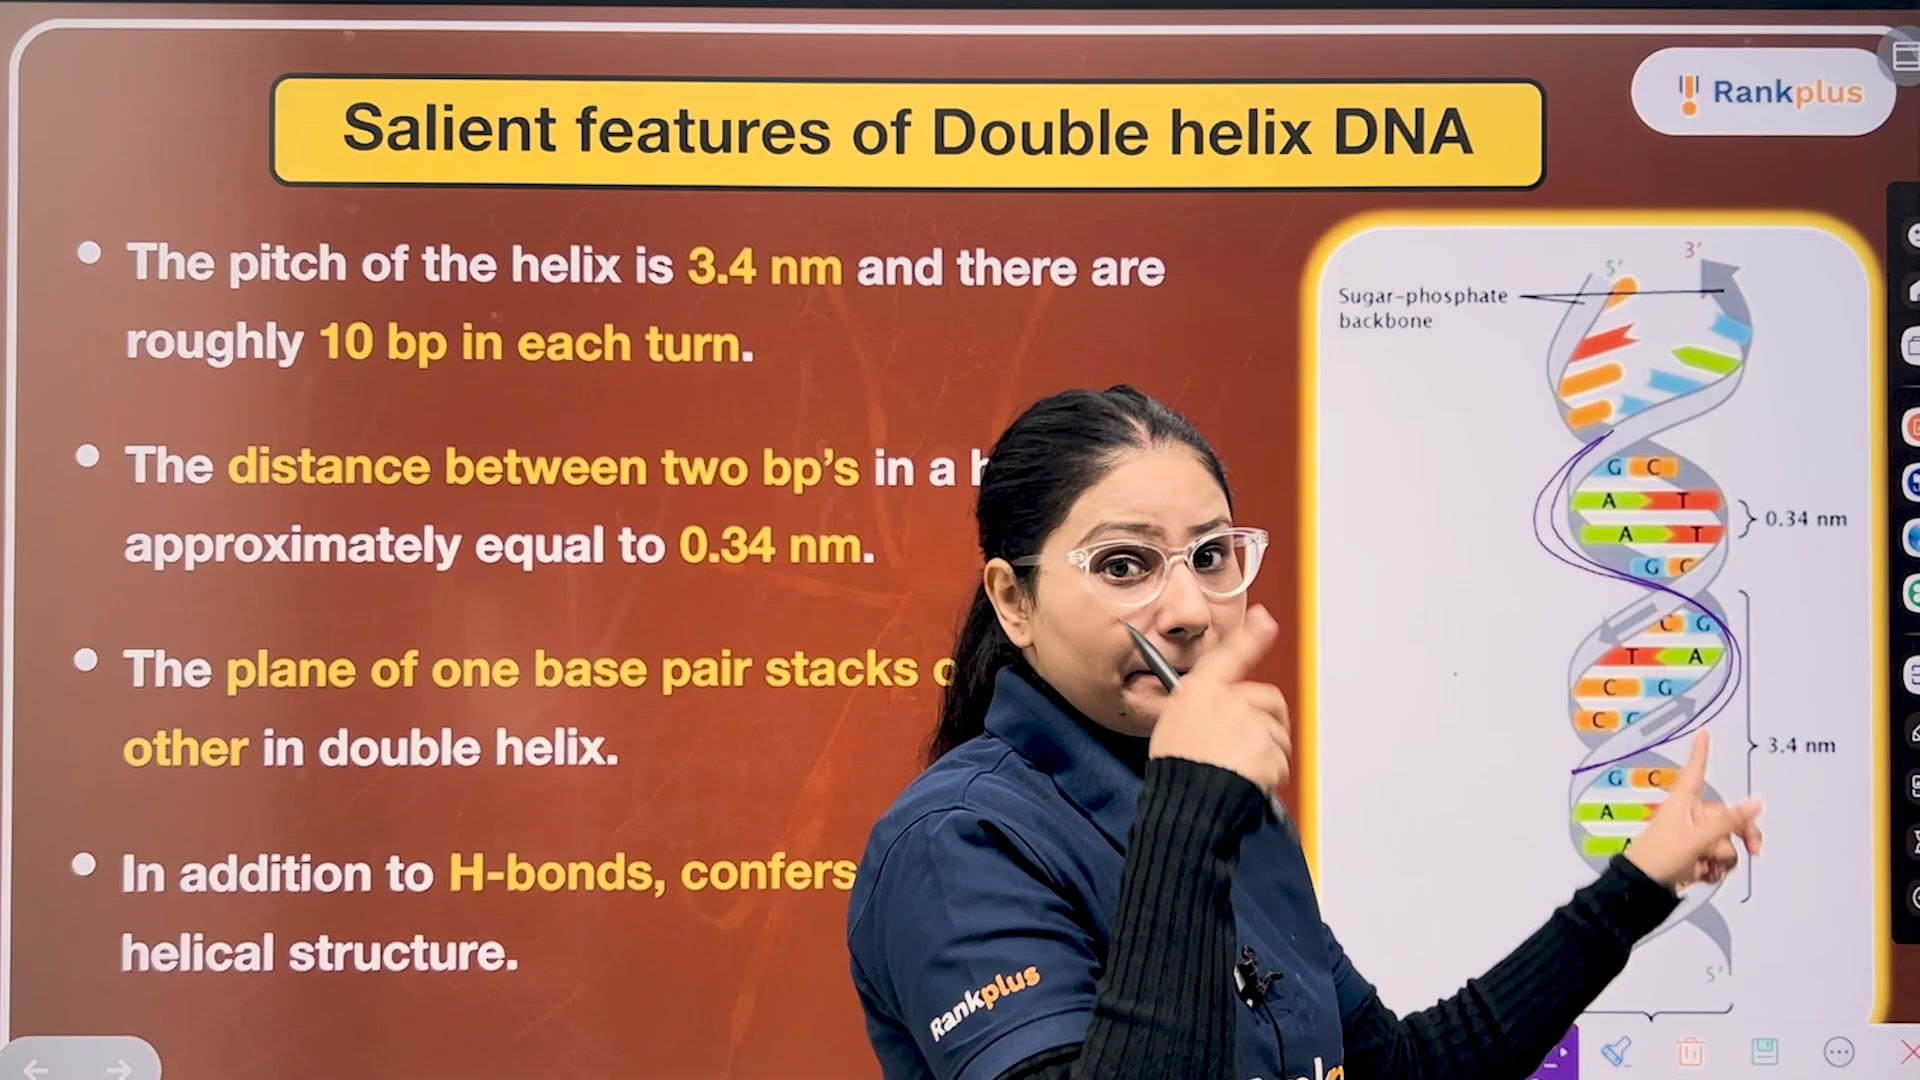 Salient features of Double helix DNA
Rankplus
The pitch of the helix is 3.4 nm and there are
roughly 10 bp in each turn.
The distance between two bp's in a
approximately equal to 0.34 nm.
The plane of one base pair stacks
other in double helix.
In addition to H-bonds, confers
helical structure.
5'
3'
Sugar-phosphate
backbone
G C
A T
0.34 nm
A T
G C
C G
T A
C G
C G
3.4 nm
G C
A
A
5'
Rankplus